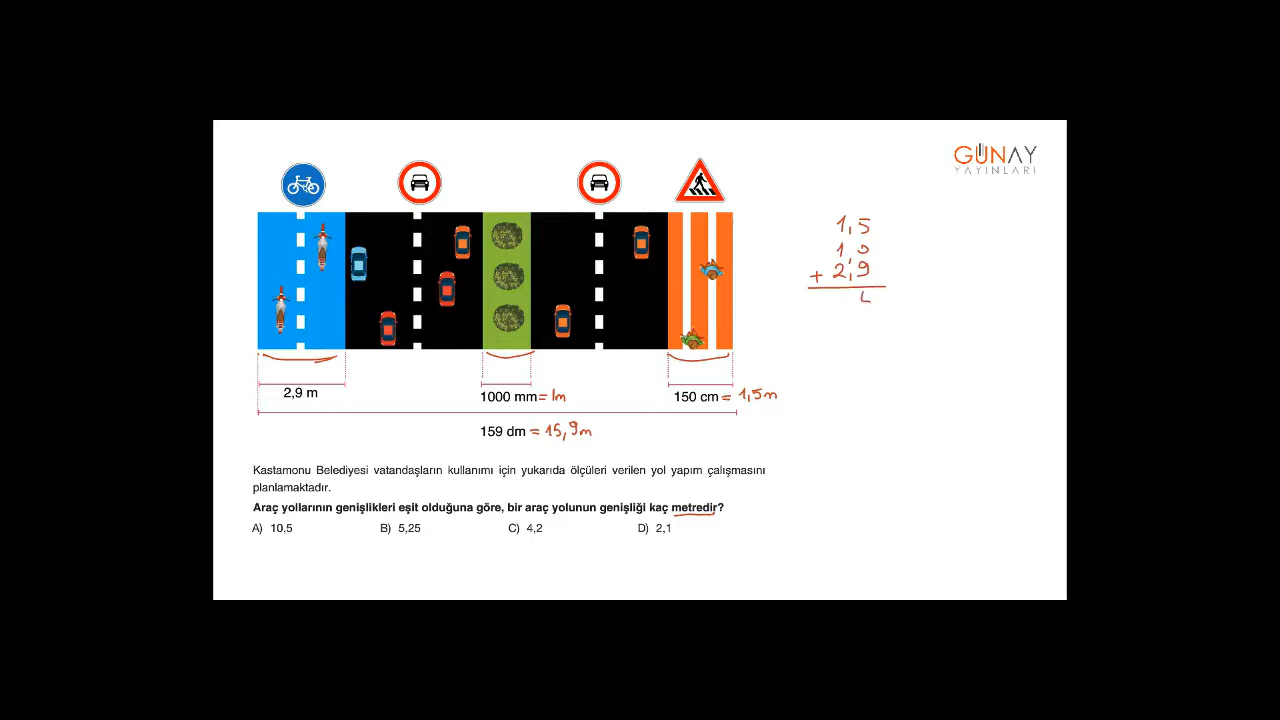 GÜNAY
YAYINLARI
1,5
1,0
+ 2,9
2,9 m
1000 mm = 1m
150 cm = 1,5m
159 dm = 15,9m
Kastamonu Belediyesi vatandaşların kullanımı için yukarıda ölçüleri verilen yol yapım çalışmasını
planlamaktadır.
Araç yollarının genişlikleri eşit olduğuna göre, bir araç yolunun genişliği kaç metredir?
A) 10,5 B) 5,25 C) 4,2 D) 2,1